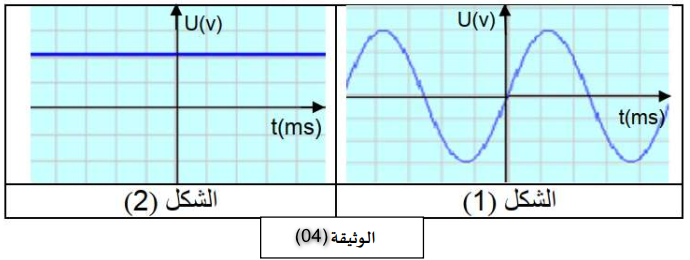 U(v)
t(ms)
الشكل (1)
U(v)
t(ms)
الشكل (2)
الوثيقة (04)